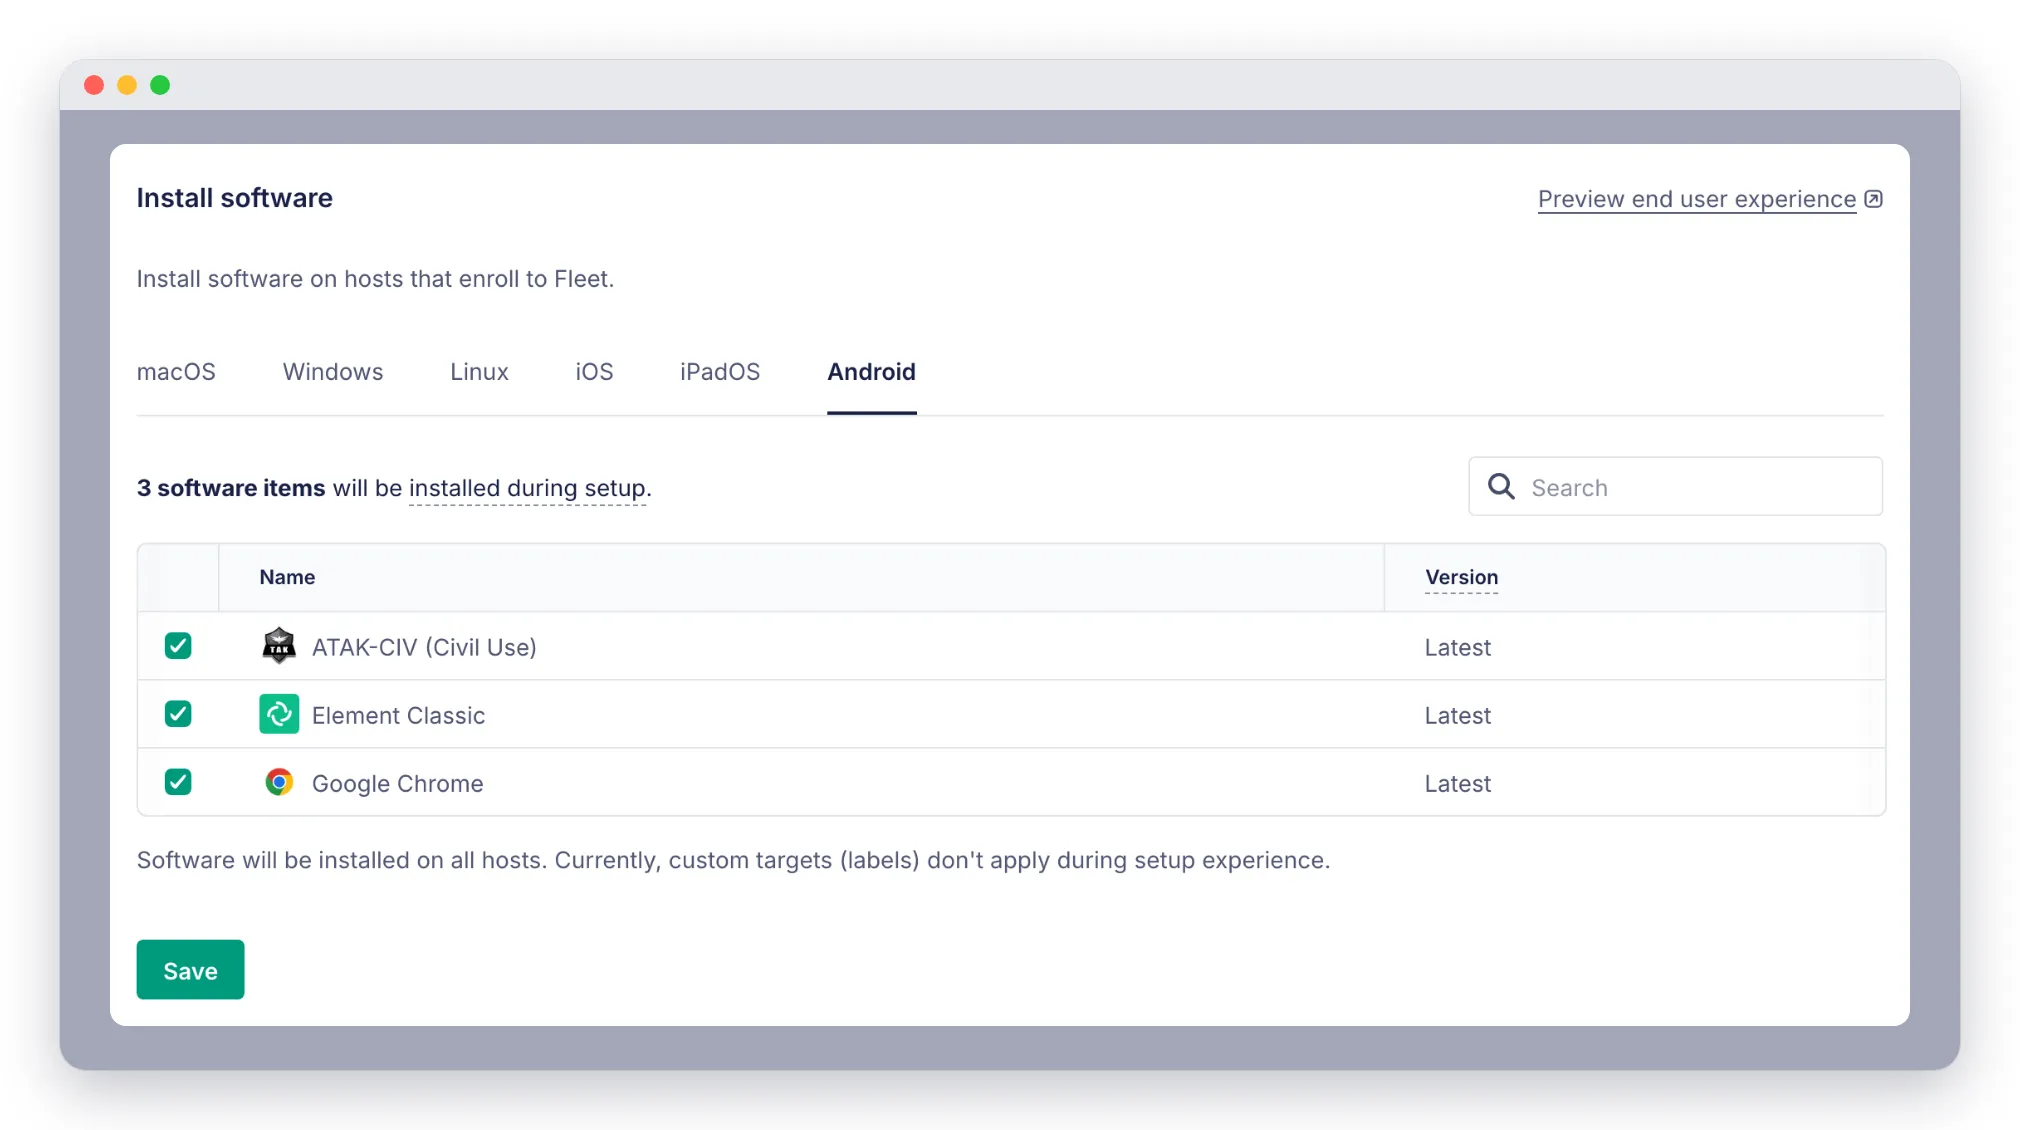 Install software
Preview end user experience
Install software on hosts that enroll to Fleet.
macOS Windows Linux iOS iPadOS Android
3 software items will be installed during setup.
Search
Name Version
TAK
ATAK-CIV (Civil Use) Latest
Element Classic Latest
Google Chrome Latest
Software will be installed on all hosts. Currently, custom targets (labels) don't apply during setup experience.
Save